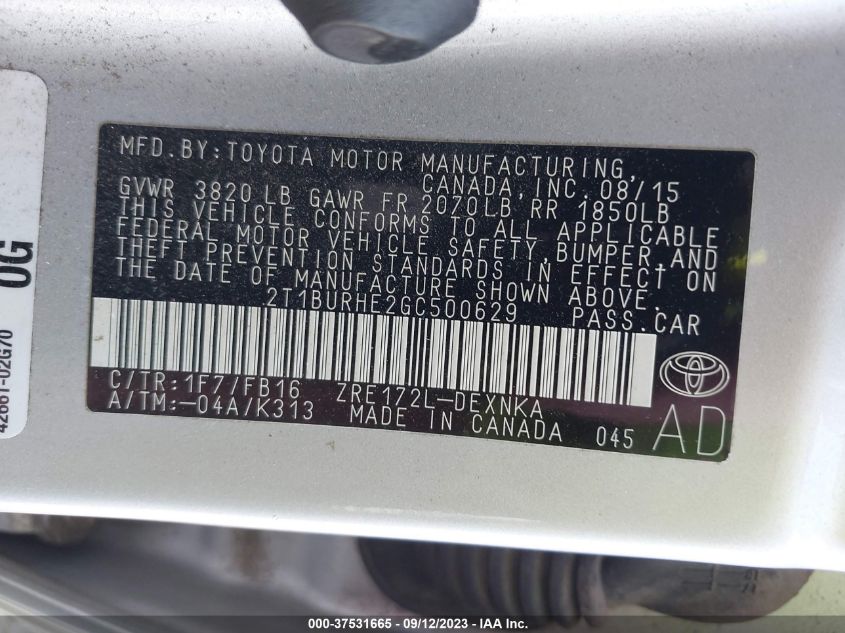 MFD.BY:TOYOTA MOTOR MANUFACTURING,
CANADA, INC. 08/15
GVWR 3820 LB GAWR FR 2070LB RR 1850LB
THIS VEHICLE CONFORMS TO ALL APPLICABLE
FEDERAL MOTOR VEHICLE SAFETY,BUMPER,AND
THEFT PREVENTION STANDARDS IN EFFECT ON
THE DATE OF MANUFACTURE SHOWN ABOVE.
2T1BURHE2GC500629 PASS.CAR
C/TR:1F7/FB16 ZRE172L-DEXNKA
A/TM:-04A/K313 MADE IN CANADA 045
AD
0G
42661-02G70
000-37531665 - 09/12/2023 - © IAA, Inc.